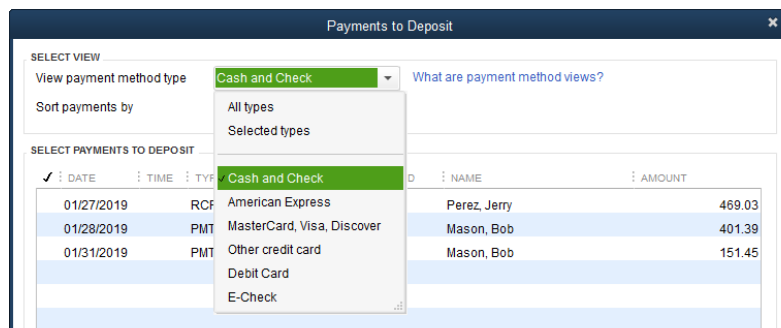 Payments to Deposit
SELECT VIEW
View payment method type Cash and Check What are payment method views?
Sort payments by All types
Selected types
SELECT PAYMENTS TO DEPOSIT
✓ DATE TIME TYP ✓ Cash and Check D NAME AMOUNT
American Express
01/27/2019 RCP Perez, Jerry 469.03
MasterCard, Visa, Discover
01/28/2019 PMT Mason, Bob 401.39
Other credit card
01/31/2019 PMT Mason, Bob 151.45
Debit Card
E-Check